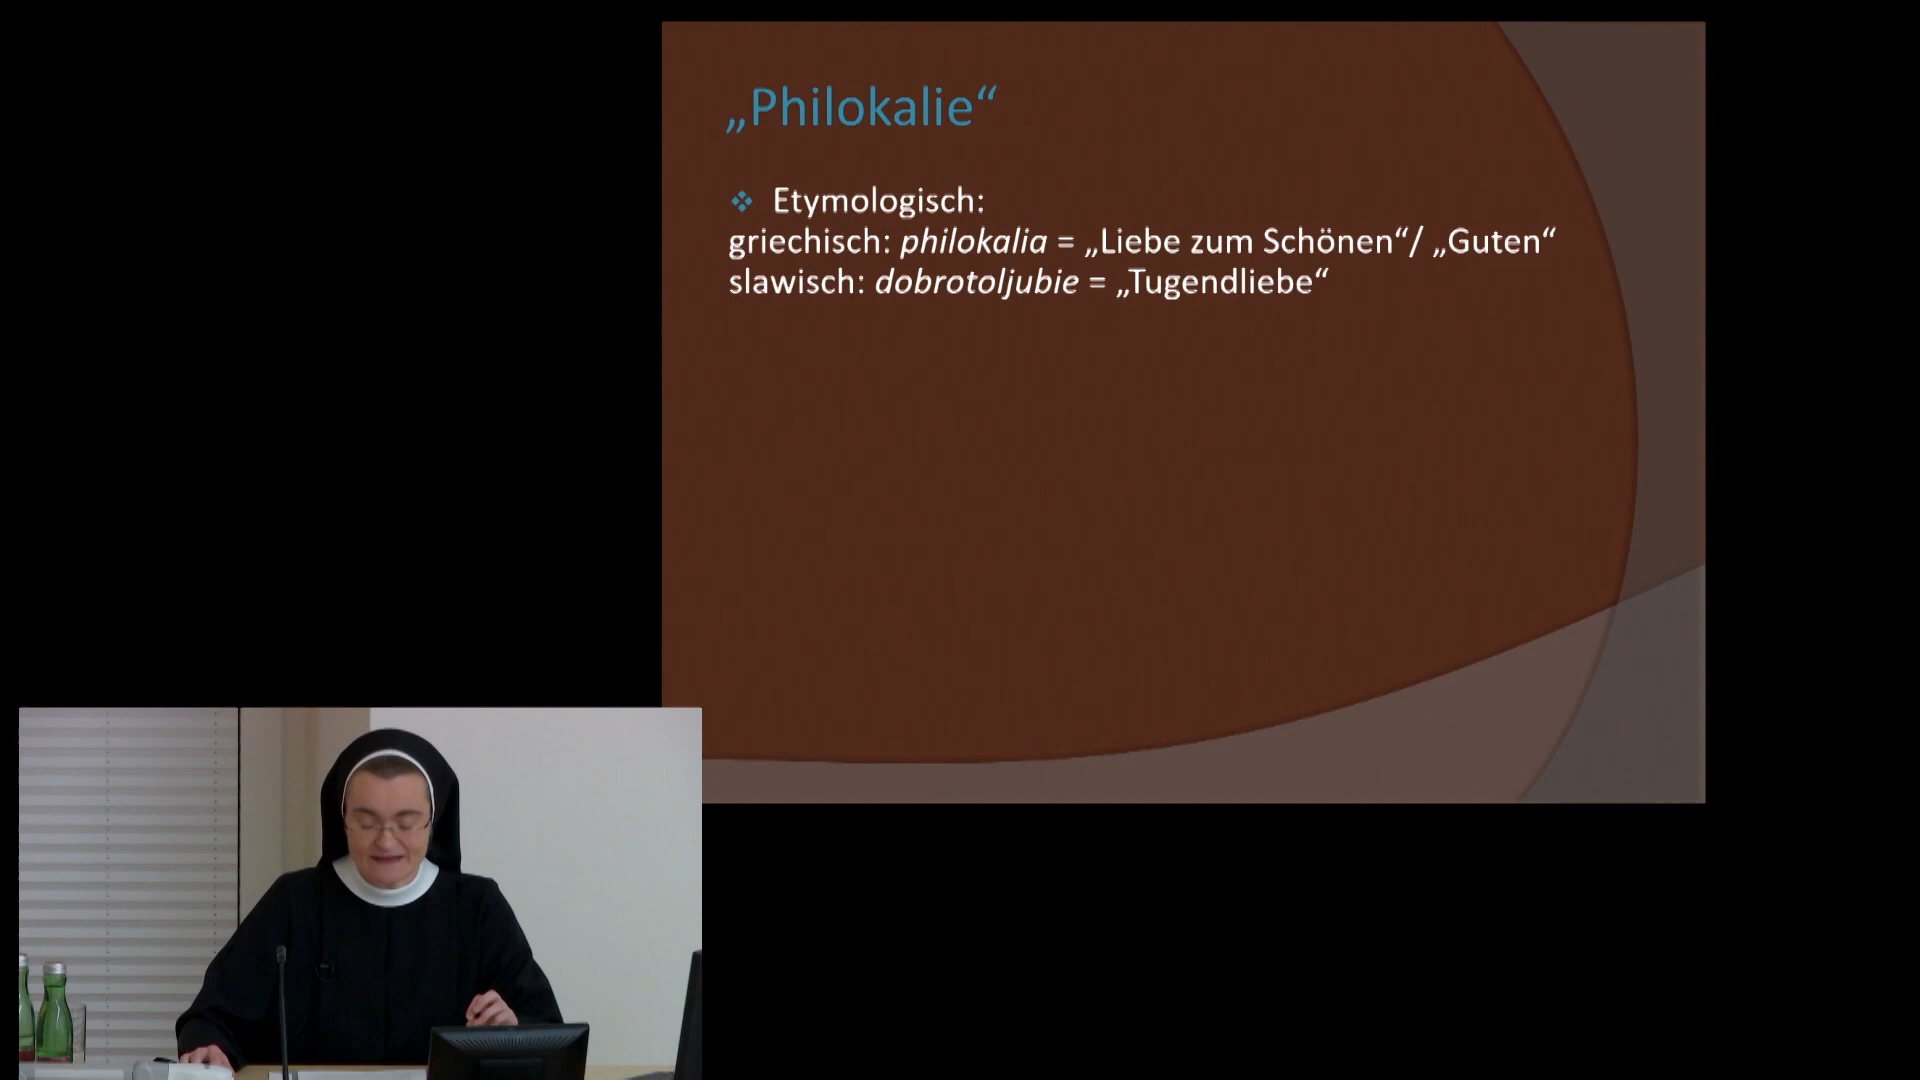 „Philokalie“
Etymologisch:
griechisch: philokalia = „Liebe zum Schönen“/ „Guten“
slawisch: dobrotoljubie = „Tugendliebe“